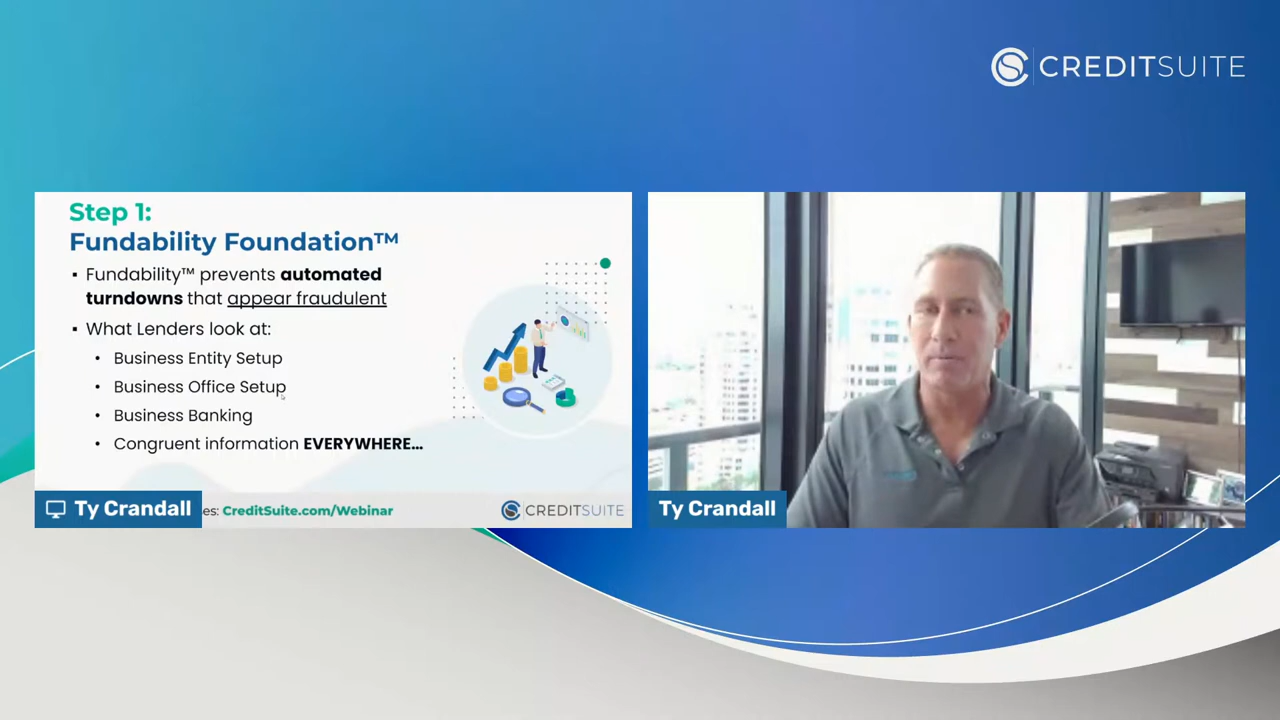 CREDITSUITE
Step 1:
Fundability Foundation™
▪ Fundability™ prevents automated
turndowns that appear fraudulent
▪ What Lenders look at:
• Business Entity Setup
• Business Office Setup
• Business Banking
• Congruent information EVERYWHERE...
Ty Crandall
es: CreditSuite.com/Webinar
CREDITSUITE
Ty Crandall